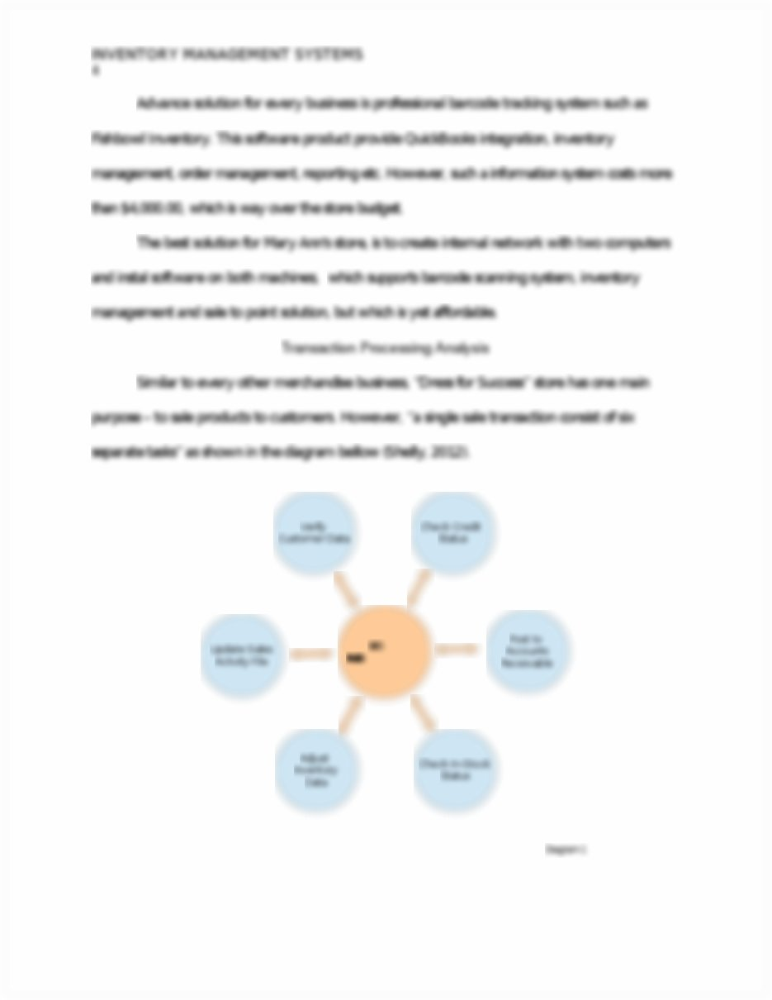 INVENTORY MANAGEMENT SYSTEMS
4
Advance solution for every business is professional barcode tracking system such as
Fishbowl Inventory. This software product provide QuickBooks integration, inventory
management, order management, reporting etc. However, such a information system costs more
than $4,000.00, which is way over the store budget.
The best solution for Mary Ann's store, is to create internal network with two computers
and instal software on both machines, which supports barcode scanning system, inventory
management and sale to point solution, but which is yet affordable.
Transaction Processing Analysis
Similar to every other merchandise business, "Dress for Success" store has one main
purpose – to sale products to customers. However, "a single sale transaction consist of six
separate tasks" as shown in the diagram bellow (Shelly, 2012).
Verify
Customer Data
Check Credit
Status
Update Sales
Activity File
Post to
Accounts
Receivable
Adjust
Inventory
Data
Check In-Stock
Status
Diagram 1